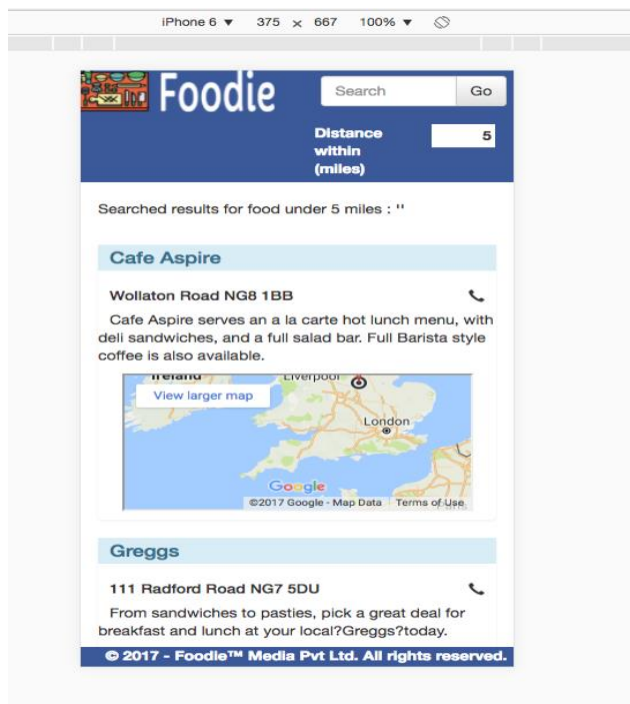 iPhone 6 ▼ 375 × 667 100% ▼
Foodie
Search Go
Distance within (miles) 5
Searched results for food under 5 miles : ''
Cafe Aspire
Wollaton Road NG8 1BB
Cafe Aspire serves an a la carte hot lunch menu, with
deli sandwiches, and a full salad bar. Full Barista style
coffee is also available.
Ireland Liverpool
View larger map
London
Google
©2017 Google - Map Data Terms of Use
Greggs
111 Radford Road NG7 5DU
From sandwiches to pasties, pick a great deal for
breakfast and lunch at your local?Greggs?today.
© 2017 - Foodie™ Media Pvt Ltd. All rights reserved.